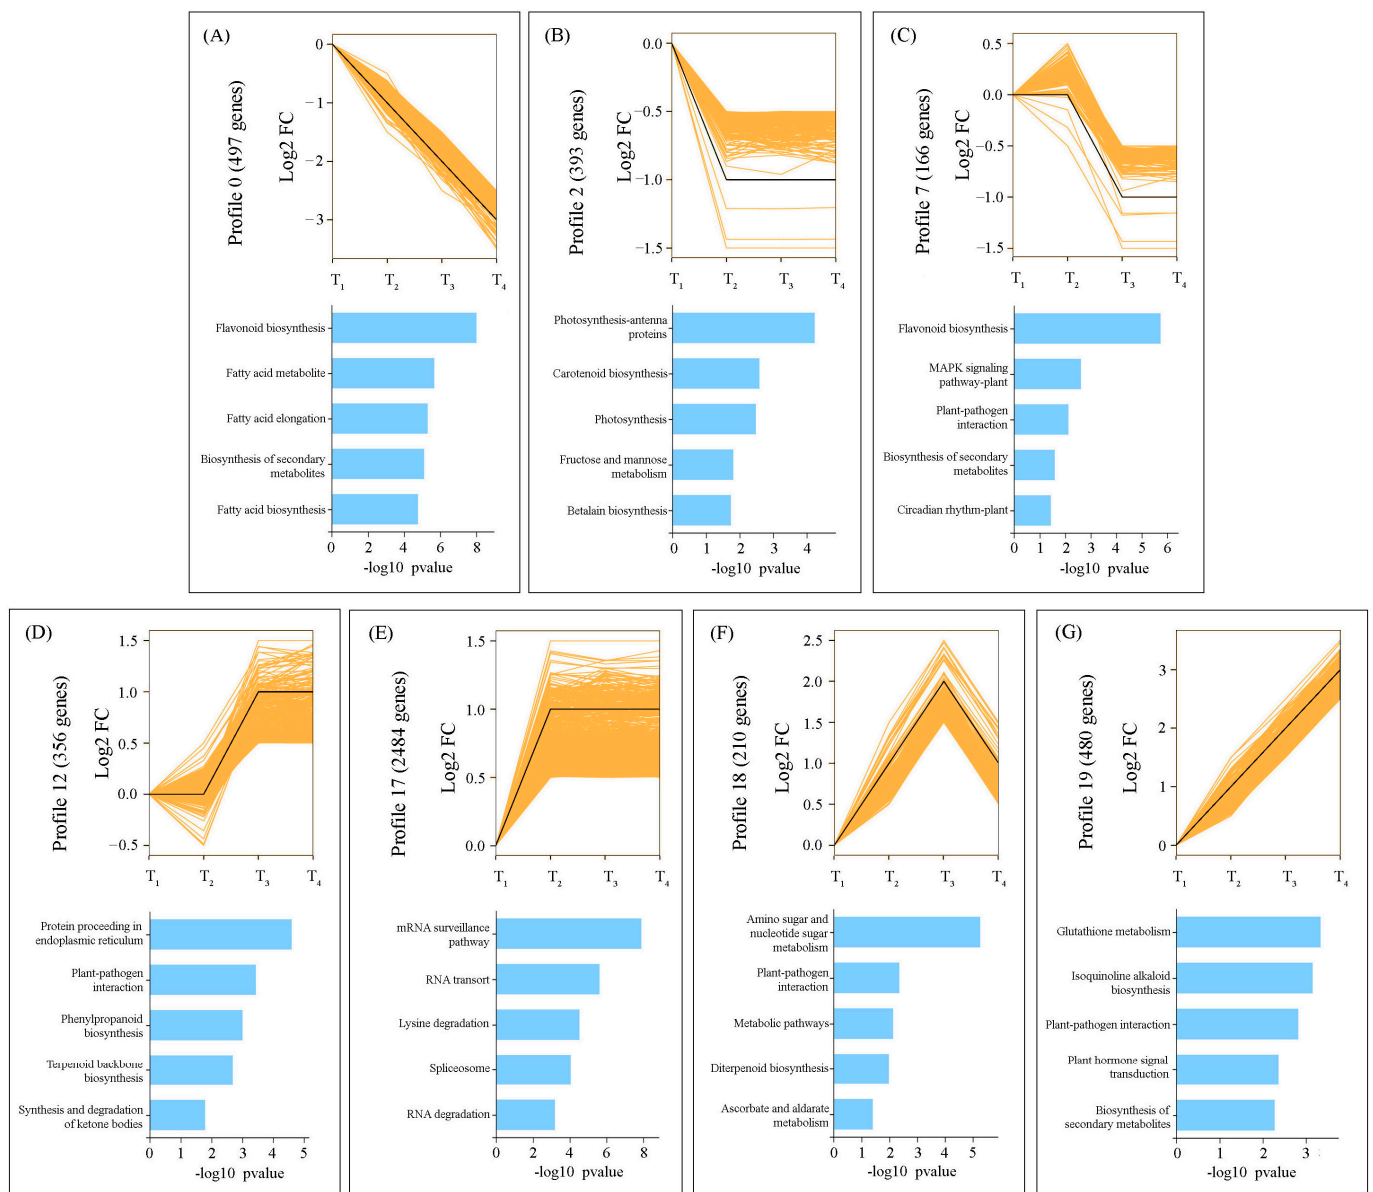 (A)
Profile 0 (497 genes)
Log2 FC
0
−1
−2
−3
T1 T2 T3 T4
Flavonoid biosynthesis
Fatty acid metabolite
Fatty acid elongation
Biosynthesis of secondary
metabolites
Fatty acid biosynthesis
0 2 4 6 8
-log10 pvalue
(B)
Profile 2 (393 genes)
Log2 FC
0.0
−0.5
−1.0
−1.5
T1 T2 T3 T4
Photosynthesis-antenna
proteins
Carotenoid biosynthesis
Photosynthesis
Fructose and mannose
metabolism
Betalain biosynthesis
0 1 2 3 4
-log10 pvalue
(C)
Profile 7 (166 genes)
Log2 FC
0.5
0.0
−0.5
−1.0
−1.5
T1 T2 T3 T4
Flavonoid biosynthesis
MAPK signaling
pathway-plant
Plant-pathogen
interaction
Biosynthesis of secondary
metabolites
Circadian rhythm-plant
0 1 2 3 4 5 6
-log10 pvalue
(D)
Profile 12 (356 genes)
Log2 FC
1.5
1.0
0.5
0.0
−0.5
T1 T2 T3 T4
Protein proceeding in
endoplasmic reticulum
Plant-pathogen
interaction
Phenylpropanoid
biosynthesis
Terpenoid backbone
biosynthesis
Synthesis and degradation
of ketone bodies
0 1 2 3 4 5
-log10 pvalue
(E)
Profile 17 (2484 genes)
Log2 FC
1.5
1.0
0.5
0.0
T1 T2 T3 T4
mRNA surveillance
pathway
RNA transort
Lysine degradation
Spliceosome
RNA degradation
0 2 4 6 8
-log10 pvalue
(F)
Profile 18 (210 genes)
Log2 FC
2.5
2.0
1.5
1.0
0.5
0.0
T1 T2 T3 T4
Amino sugar and
nucleotide sugar
metabolism
Plant-pathogen
interaction
Metabolic pathways
Diterpenoid biosynthesis
Ascorbate and aldarate
metabolism
0 1 2 3 4 5
-log10 pvalue
(G)
Profile 19 (480 genes)
Log2 FC
3
2
1
0
T1 T2 T3 T4
Glutathione metabolism
Isoquinoline alkaloid
biosynthesis
Plant-pathogen interaction
Plant hormone signal
transduction
Biosynthesis of
secondary metabolites
0 1 2 3
-log10 pvalue